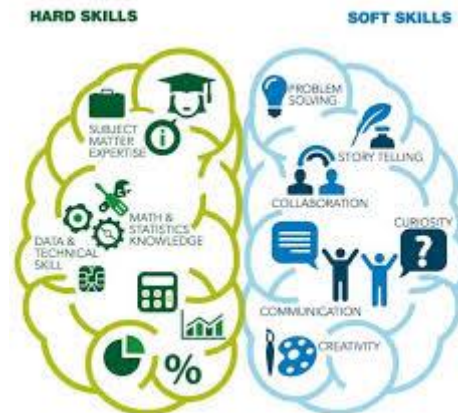 HARD SKILLS
SOFT SKILLS
SUBJECT
MATTER
EXPERTISE
MATH &
STATISTICS
KNOWLEDGE
DATA &
TECHNICAL
SKILL
%
PROBLEM
SOLVING
STORY TELLING
COLLABORATION
CURIOSITY
?
COMMUNICATION
CREATIVITY